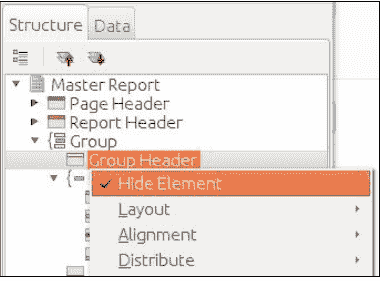 Structure Data
Master Report
Page Header
Report Header
Group
Group Header
Hide Element
Layout
Alignment
Distribute